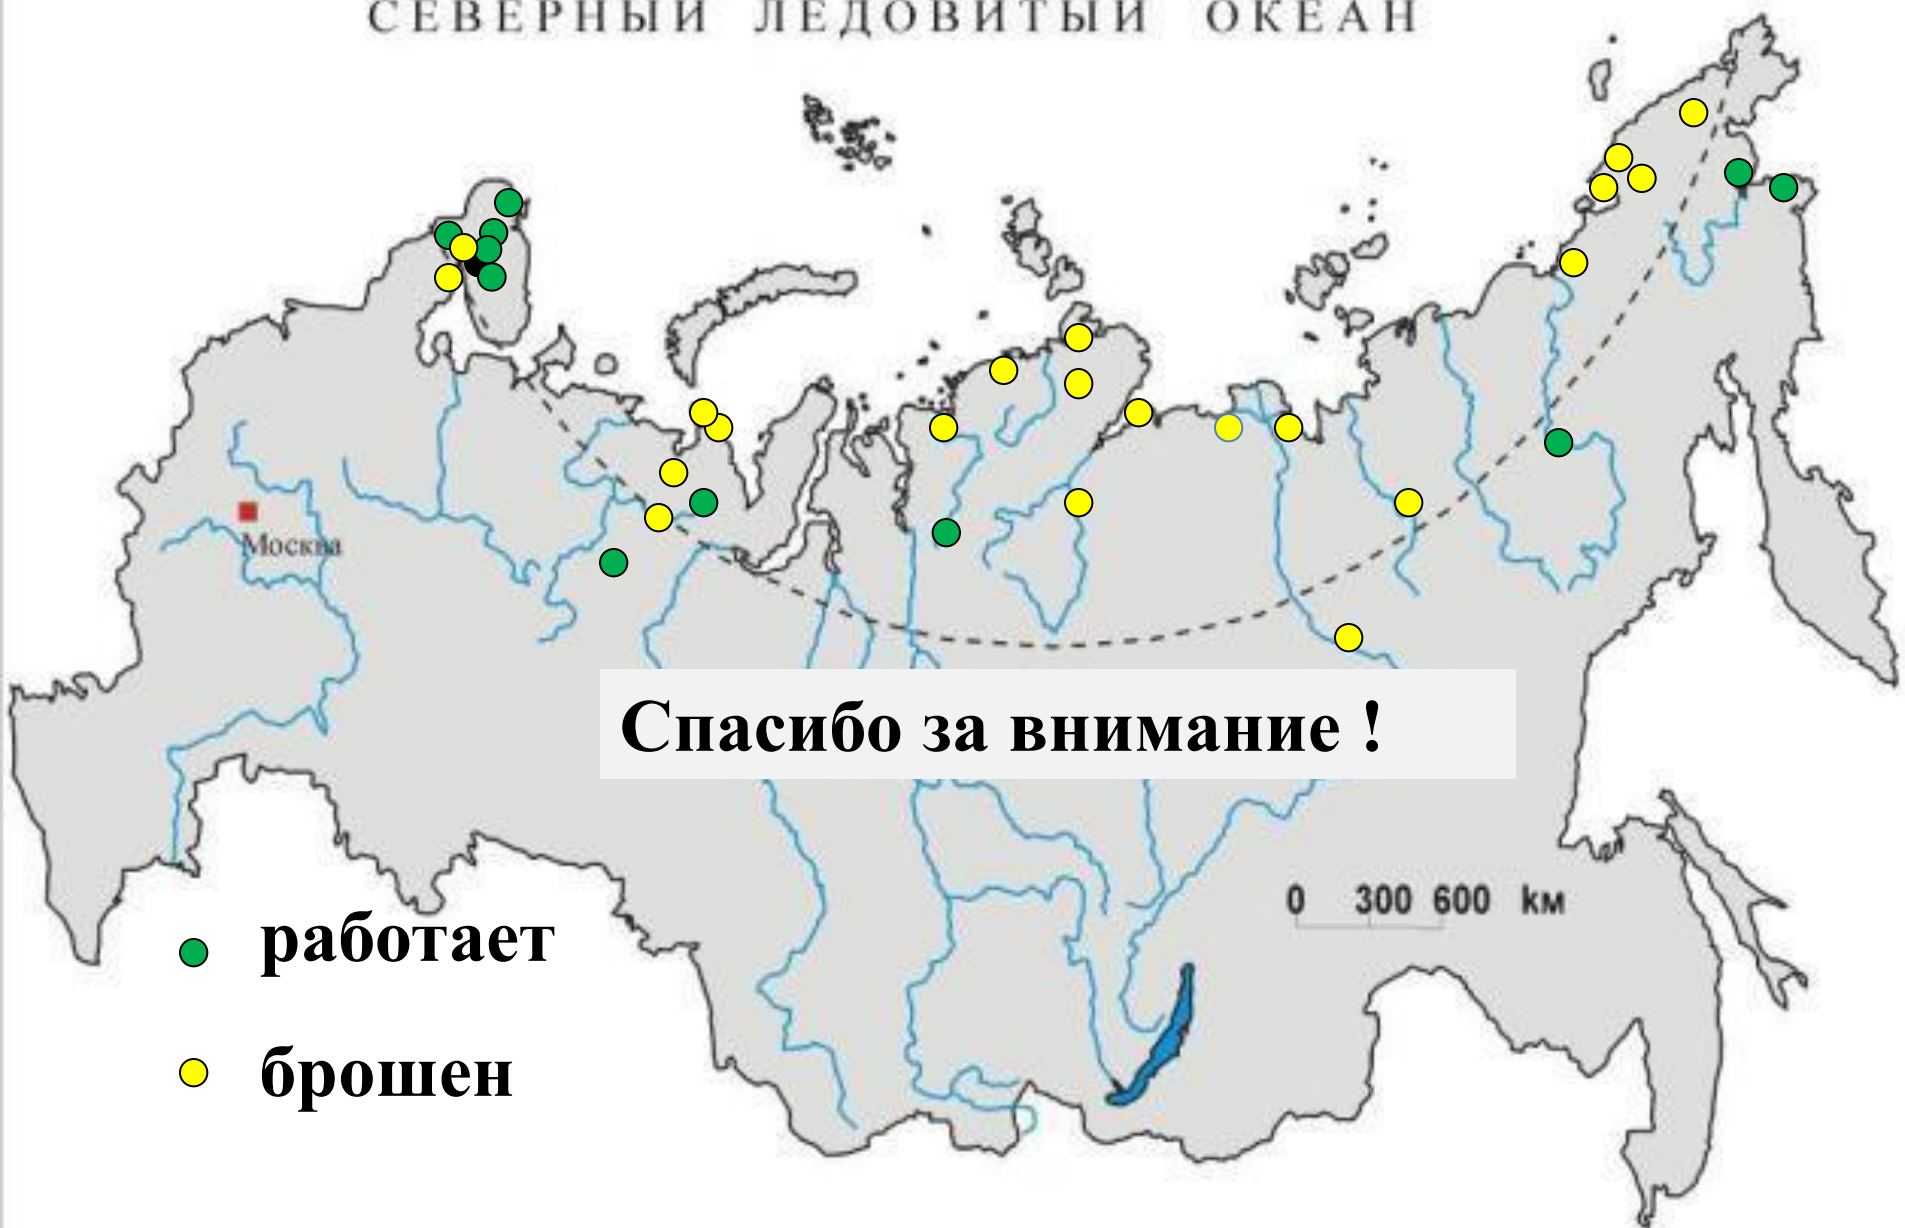 СЕВЕРНЫЙ ЛЕДОВИТЫЙ ОКЕАН
Москва
Спасибо за внимание !
0 300 600 км
работает
брошен